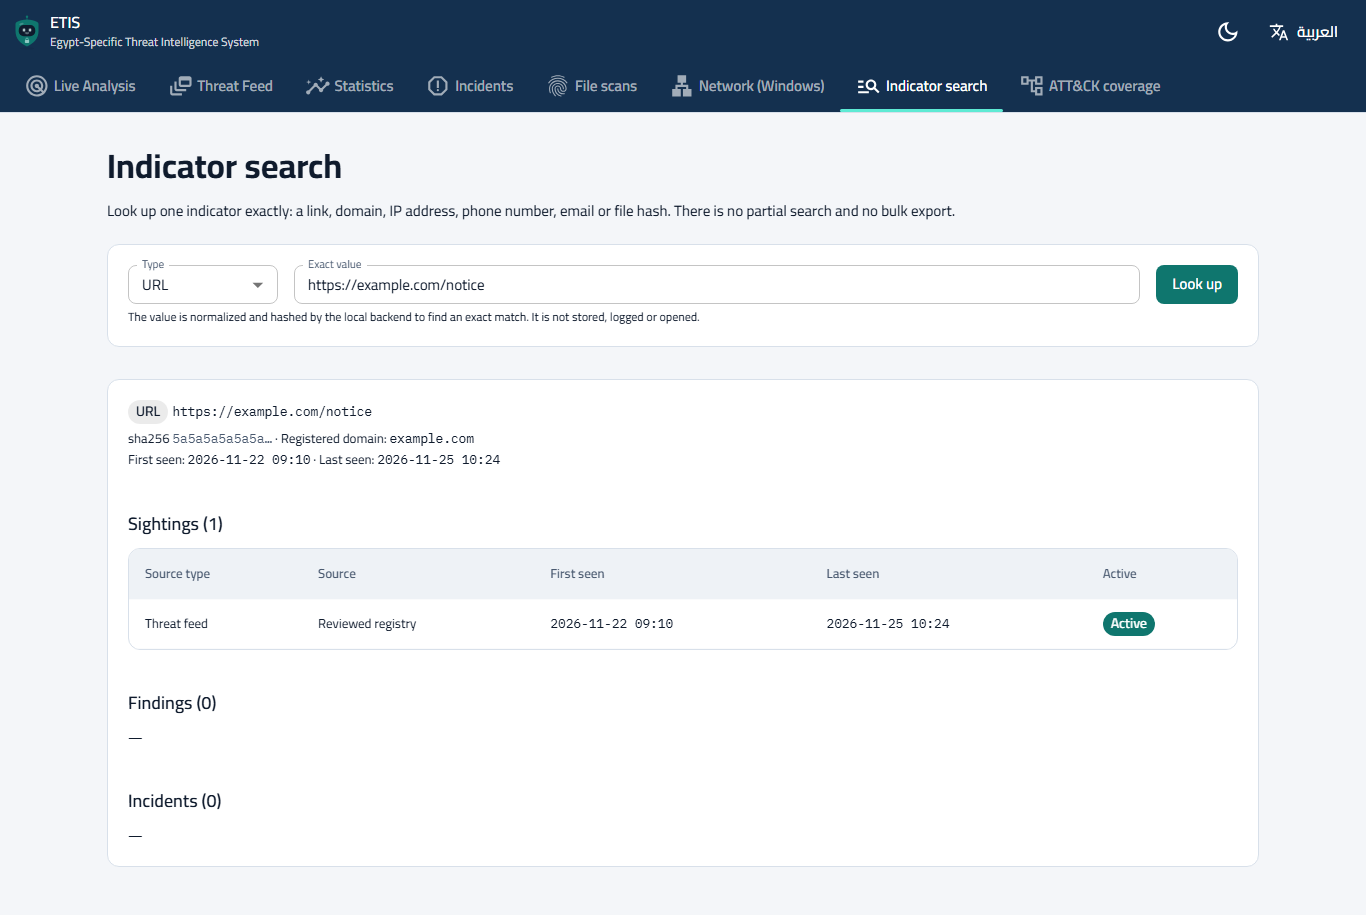 ETIS
Egypt-Specific Threat Intelligence System
العربية
Live Analysis
Threat Feed
Statistics
Incidents
File scans
Network (Windows)
Indicator search
ATT&CK coverage
Indicator search
Look up one indicator exactly: a link, domain, IP address, phone number, email or file hash. There is no partial search and no bulk export.
Type
URL
Exact value
https://example.com/notice
Look up
The value is normalized and hashed by the local backend to find an exact match. It is not stored, logged or opened.
URL https://example.com/notice
sha256 5a5a5a5a5a5a… · Registered domain: example.com
First seen: 2026-11-22 09:10 · Last seen: 2026-11-25 10:24
Sightings (1)
Source type Source First seen Last seen Active
Threat feed Reviewed registry 2026-11-22 09:10 2026-11-25 10:24 Active
Findings (0)
—
Incidents (0)
—